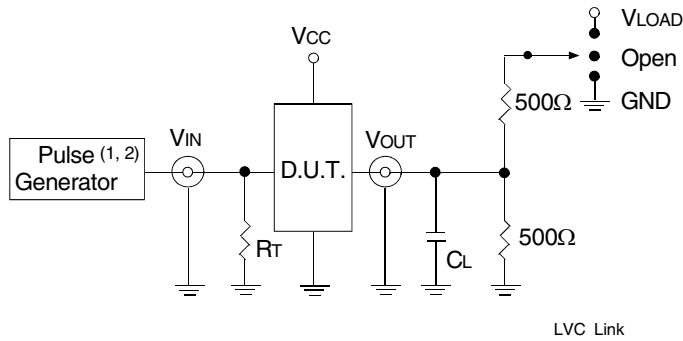 VLOAD
VCC
Open
500Ω
GND
VIN
VOUT
Pulse (1, 2)
Generator
D.U.T.
RT
CL
500Ω
LVC Link